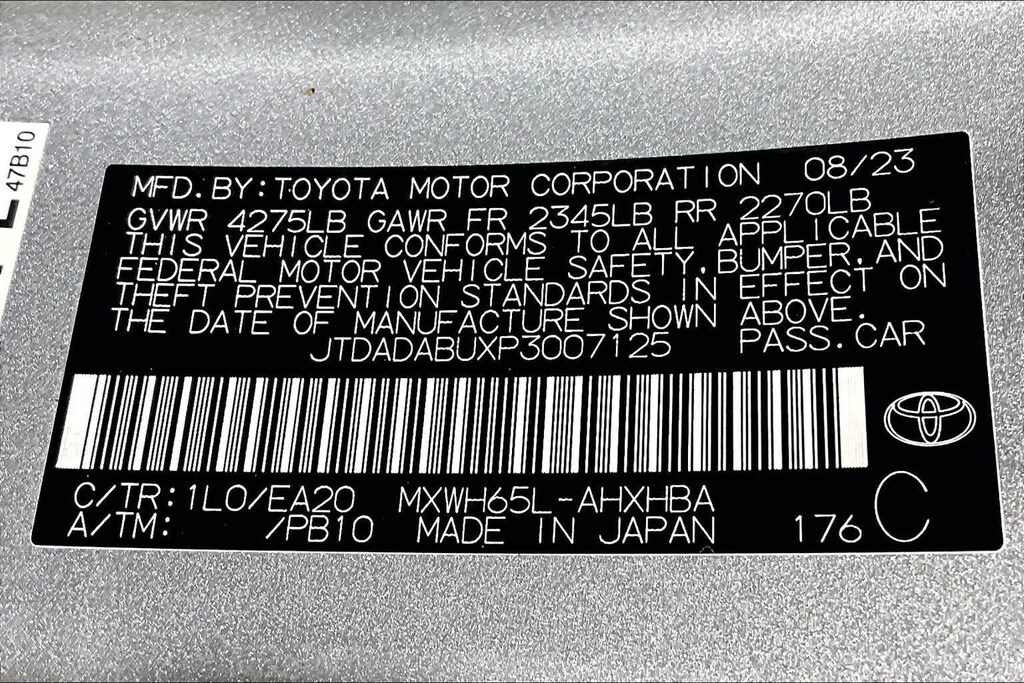 47B10
MFD. BY: TOYOTA MOTOR CORPORATION 08/23
GVWR 4275LB GAWR FR 2345LB RR 2270LB
THIS VEHICLE CONFORMS TO ALL APPLICABLE
FEDERAL MOTOR VEHICLE SAFETY, BUMPER, AND
THEFT PREVENTION STANDARDS IN EFFECT ON
THE DATE OF MANUFACTURE SHOWN ABOVE.
JTDADABUXP3007125 PASS. CAR
C/TR: 1L0/EA20 MXWH65L-AHXHBA
A/TM: /PB10 MADE IN JAPAN 176 C